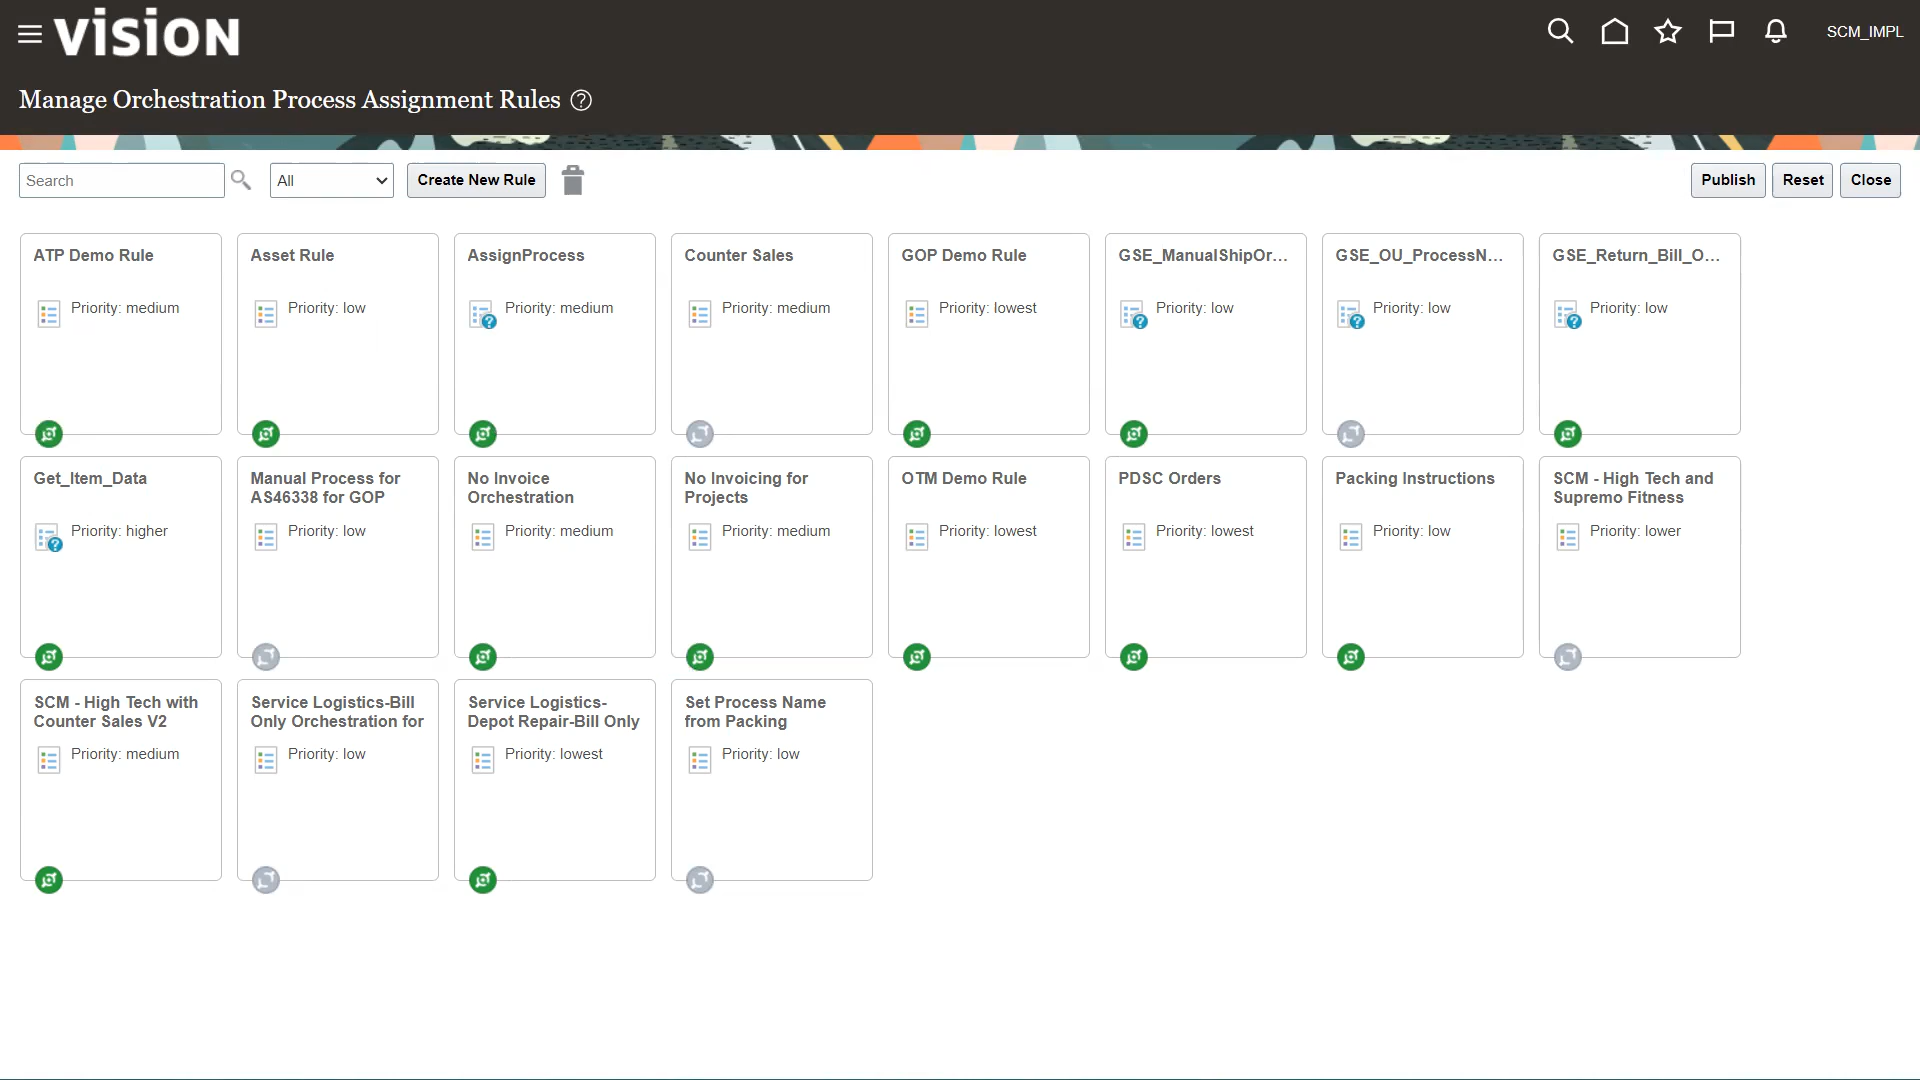 vision
SCM_IMPL
Manage Orchestration Process Assignment Rules ?
Search
All
Create New Rule
Publish
Reset
Close
ATP Demo Rule
Priority: medium
Asset Rule
Priority: low
AssignProcess
Priority: medium
Counter Sales
Priority: medium
GOP Demo Rule
Priority: lowest
GSE_ManualShipOr...
Priority: low
GSE_OU_ProcessN...
Priority: low
GSE_Return_Bill_O...
Priority: low
Get_Item_Data
Priority: higher
Manual Process for
AS46338 for GOP
Priority: low
No Invoice
Orchestration
Priority: medium
No Invoicing for
Projects
Priority: medium
OTM Demo Rule
Priority: lowest
PDSC Orders
Priority: lowest
Packing Instructions
Priority: low
SCM - High Tech and
Supremo Fitness
Priority: lower
SCM - High Tech with
Counter Sales V2
Priority: medium
Service Logistics-Bill
Only Orchestration for
Priority: low
Service Logistics-
Depot Repair-Bill Only
Priority: lowest
Set Process Name
from Packing
Priority: low